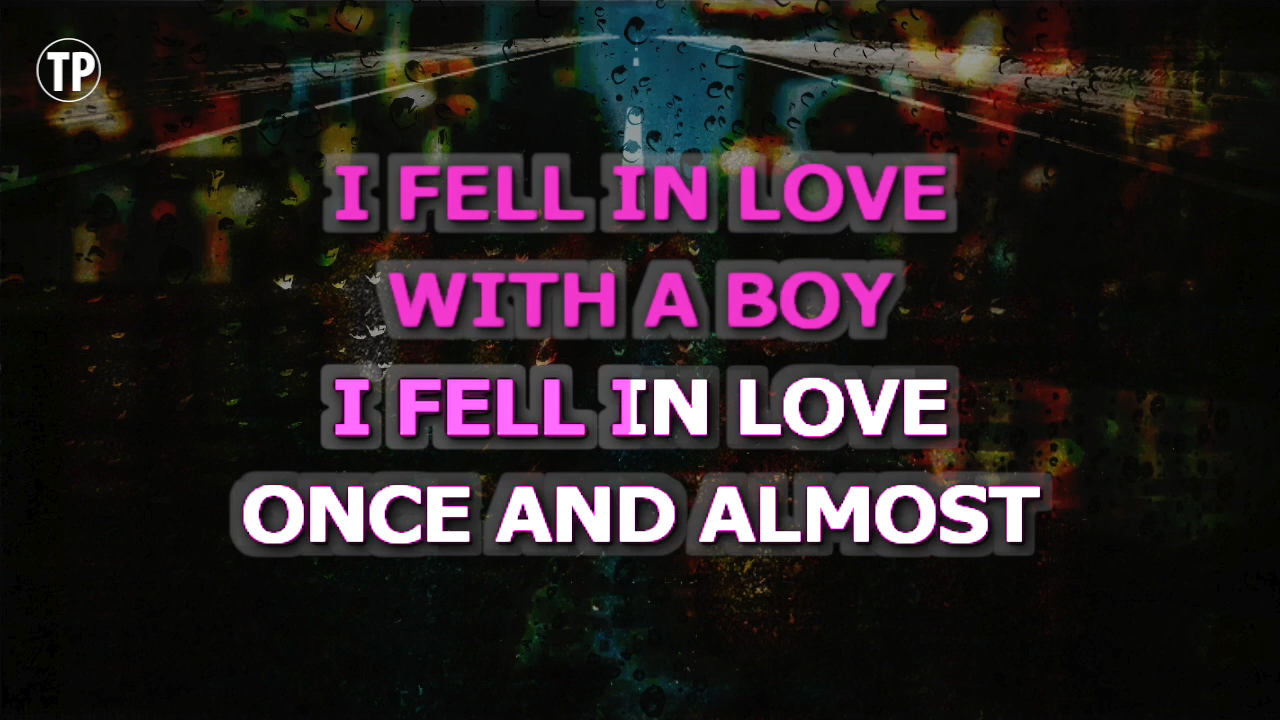 TP
I FELL IN LOVE
WITH A BOY
I FELL IN LOVE
ONCE AND ALMOST